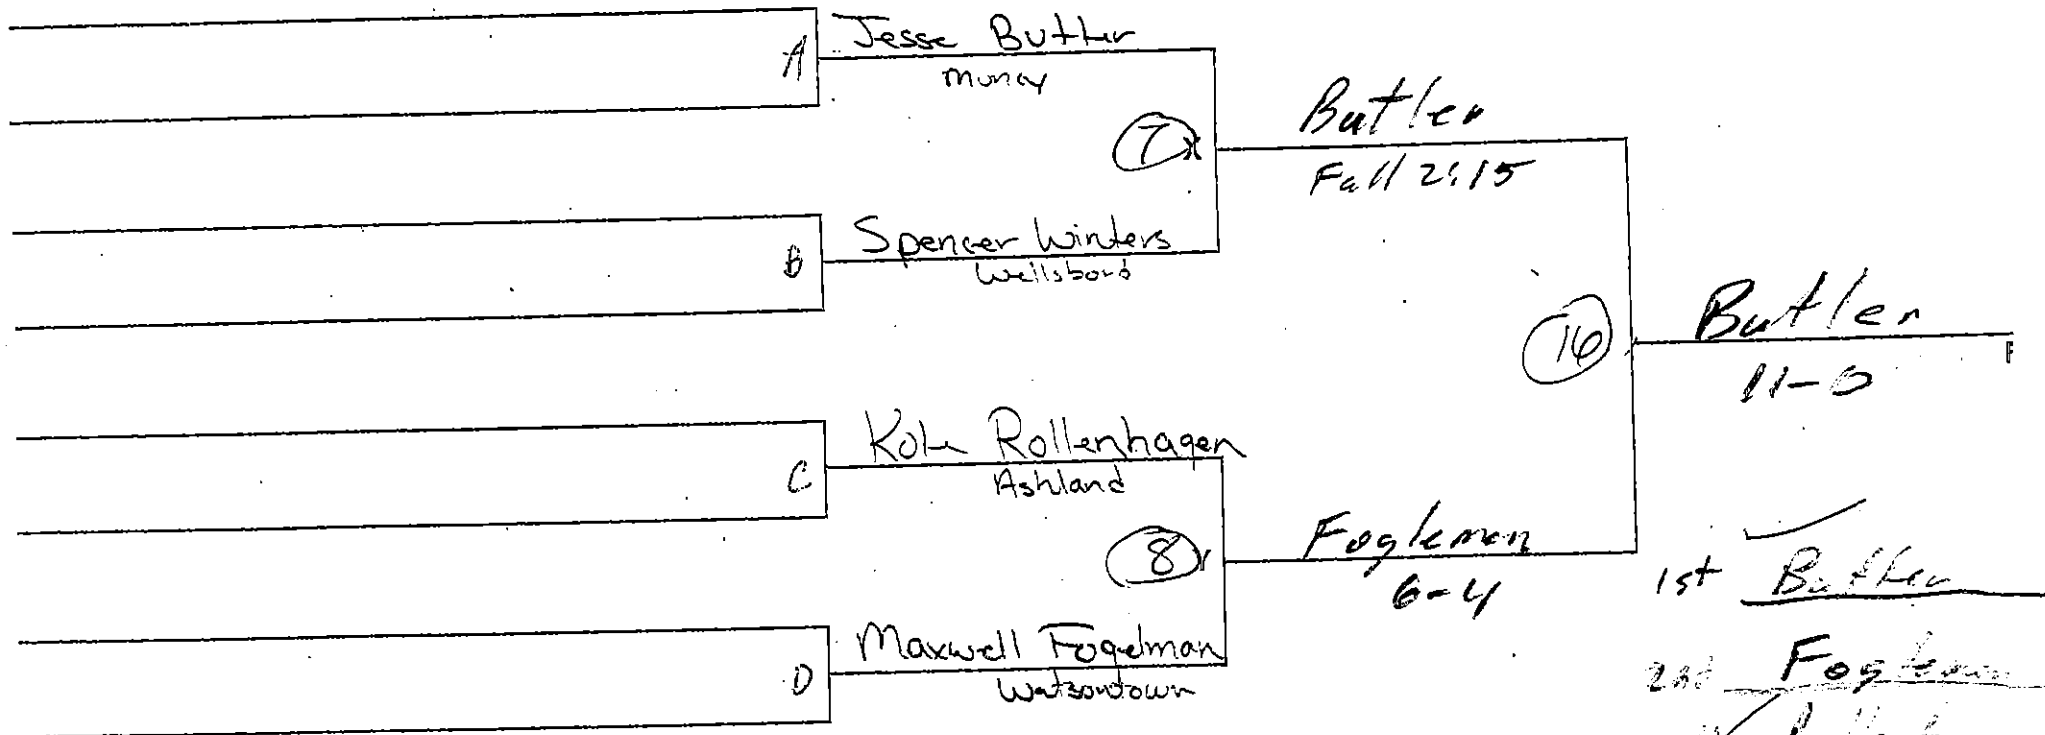 A
Jesse Butler
Muncy
7
Butler
Fall 2:15
B
Spencer Winters
Wellsboro
16
Butler
11-0
F
C
Kole Rollenhagen
Ashland
8
Fogleman
6-4
D
Maxwell Fogelman
Watsontown
1st Butler
2nd Fogleman